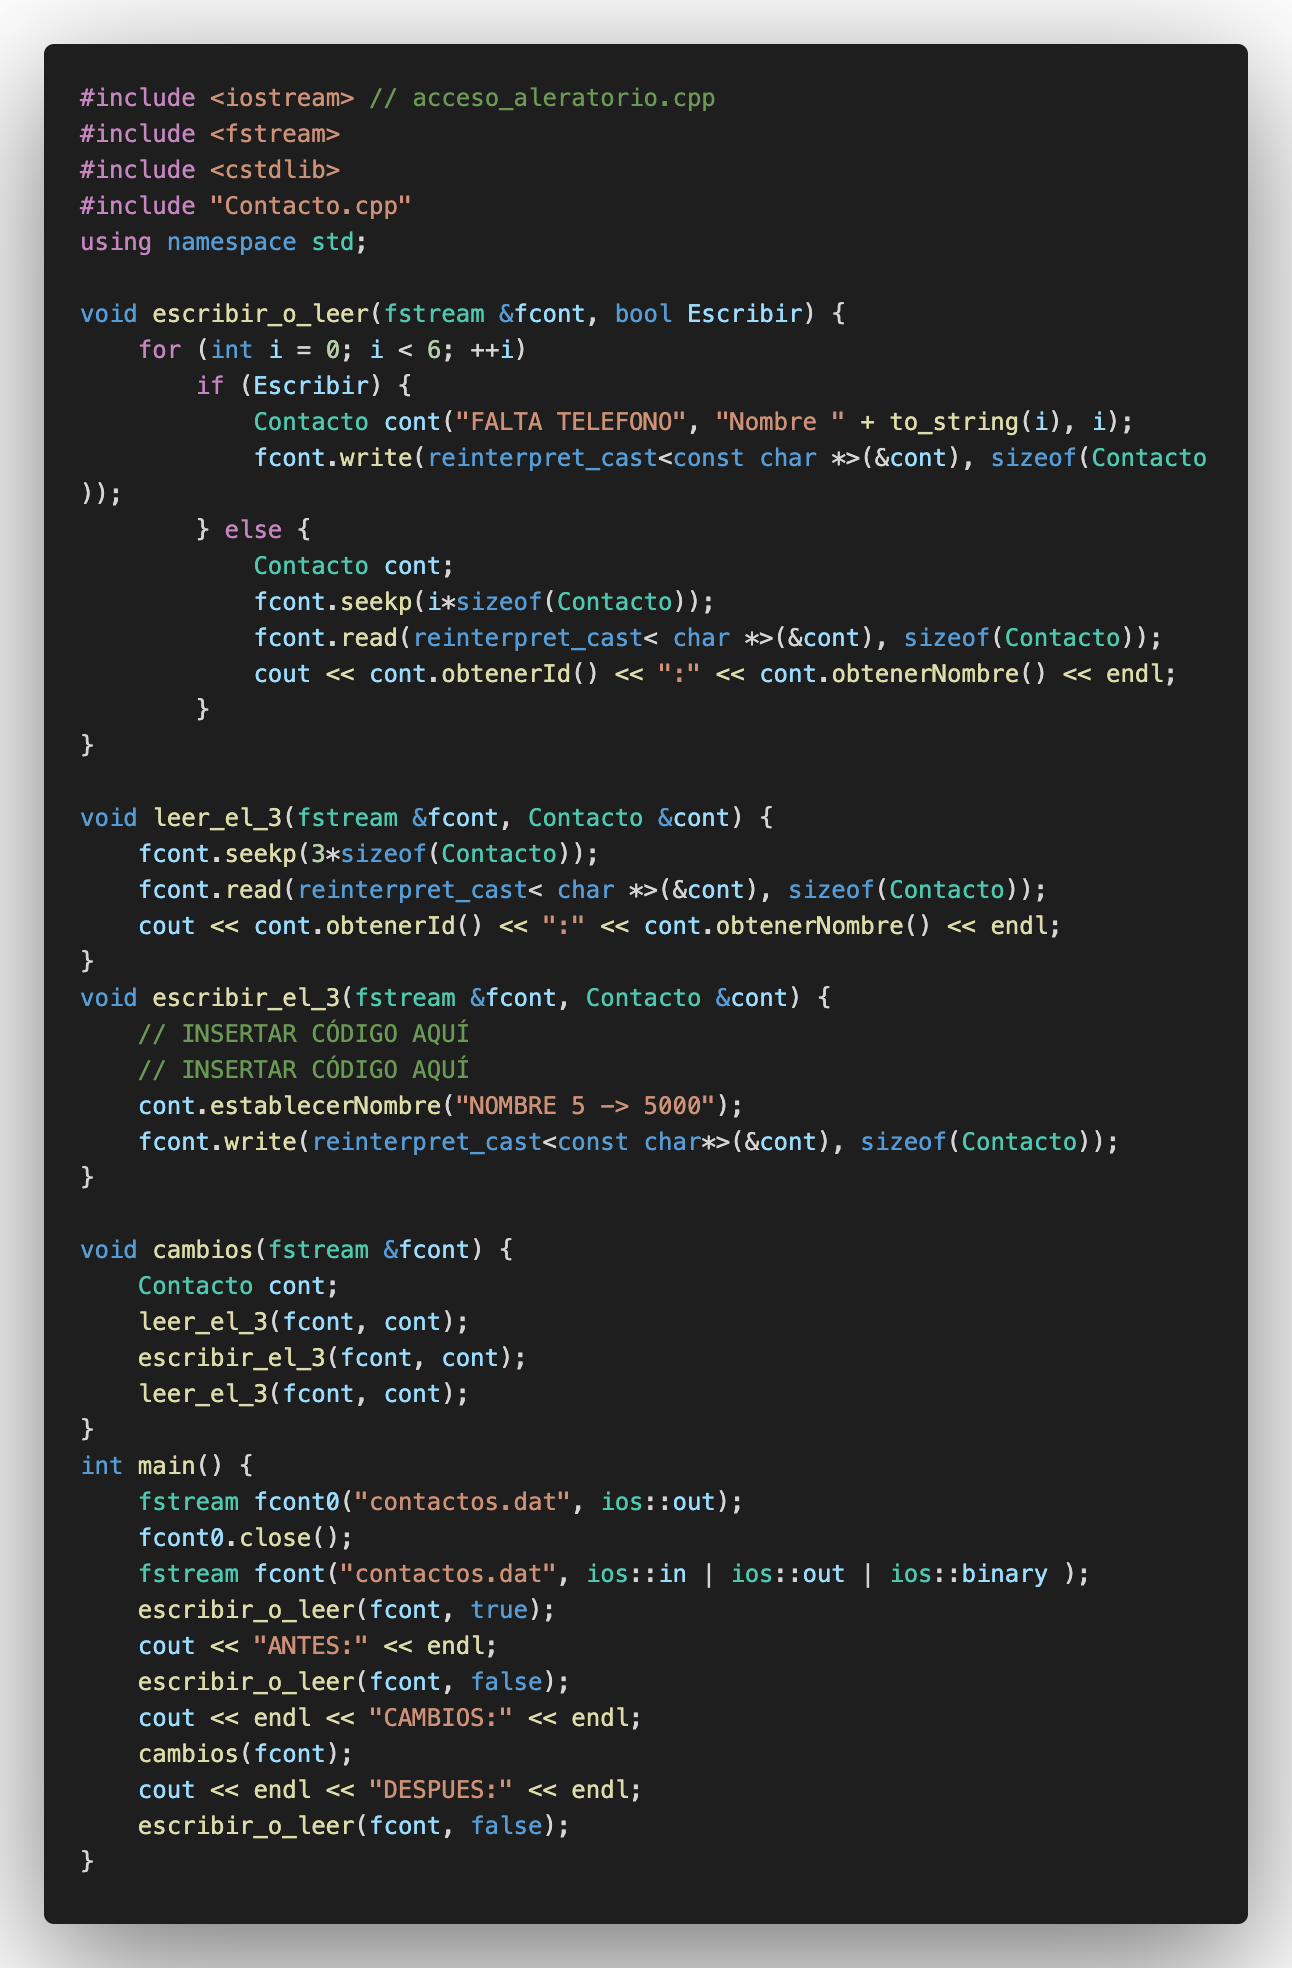 #include <iostream> // acceso_aleratorio.cpp
#include <fstream>
#include <cstdlib>
#include "Contacto.cpp"
using namespace std;

void escribir_o_leer(fstream &fcont, bool Escribir) {
    for (int i = 0; i < 6; ++i)
        if (Escribir) {
            Contacto cont("FALTA TELEFONO", "Nombre " + to_string(i), i);
            fcont.write(reinterpret_cast<const char *>(&cont), sizeof(Contacto
));
        } else {
            Contacto cont;
            fcont.seekp(i*sizeof(Contacto));
            fcont.read(reinterpret_cast< char *>(&cont), sizeof(Contacto));
            cout << cont.obtenerId() << ":" << cont.obtenerNombre() << endl;
        }
}

void leer_el_3(fstream &fcont, Contacto &cont) {
    fcont.seekp(3*sizeof(Contacto));
    fcont.read(reinterpret_cast< char *>(&cont), sizeof(Contacto));
    cout << cont.obtenerId() << ":" << cont.obtenerNombre() << endl;
}
void escribir_el_3(fstream &fcont, Contacto &cont) {
    // INSERTAR CÓDIGO AQUÍ
    // INSERTAR CÓDIGO AQUÍ
    cont.establecerNombre("NOMBRE 5 -> 5000");
    fcont.write(reinterpret_cast<const char*>(&cont), sizeof(Contacto));
}

void cambios(fstream &fcont) {
    Contacto cont;
    leer_el_3(fcont, cont);
    escribir_el_3(fcont, cont);
    leer_el_3(fcont, cont);
}
int main() {
    fstream fcont0("contactos.dat", ios::out);
    fcont0.close();
    fstream fcont("contactos.dat", ios::in | ios::out | ios::binary );
    escribir_o_leer(fcont, true);
    cout << "ANTES:" << endl;
    escribir_o_leer(fcont, false);
    cout << endl << "CAMBIOS:" << endl;
    cambios(fcont);
    cout << endl << "DESPUES:" << endl;
    escribir_o_leer(fcont, false);
}